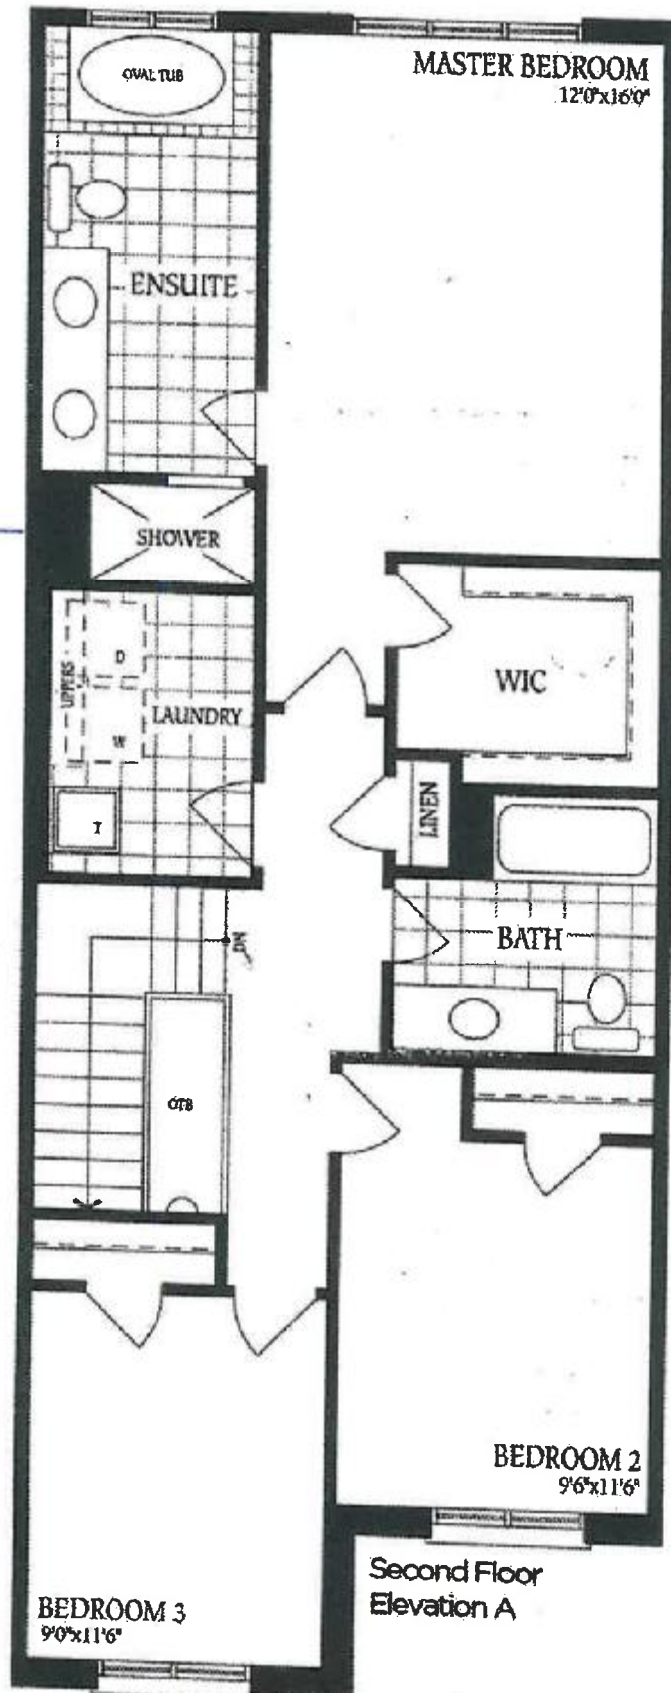 OVAL TUB
MASTER BEDROOM
12'0"x16'0"
ENSUITE
SHOWER
WIC
UPPERS
D
W
LAUNDRY
T
LINEN
DN
BATH
OTB
BEDROOM 2
9'6"x11'6"
Second Floor
Elevation A
BEDROOM 3
9'0"x11'6"